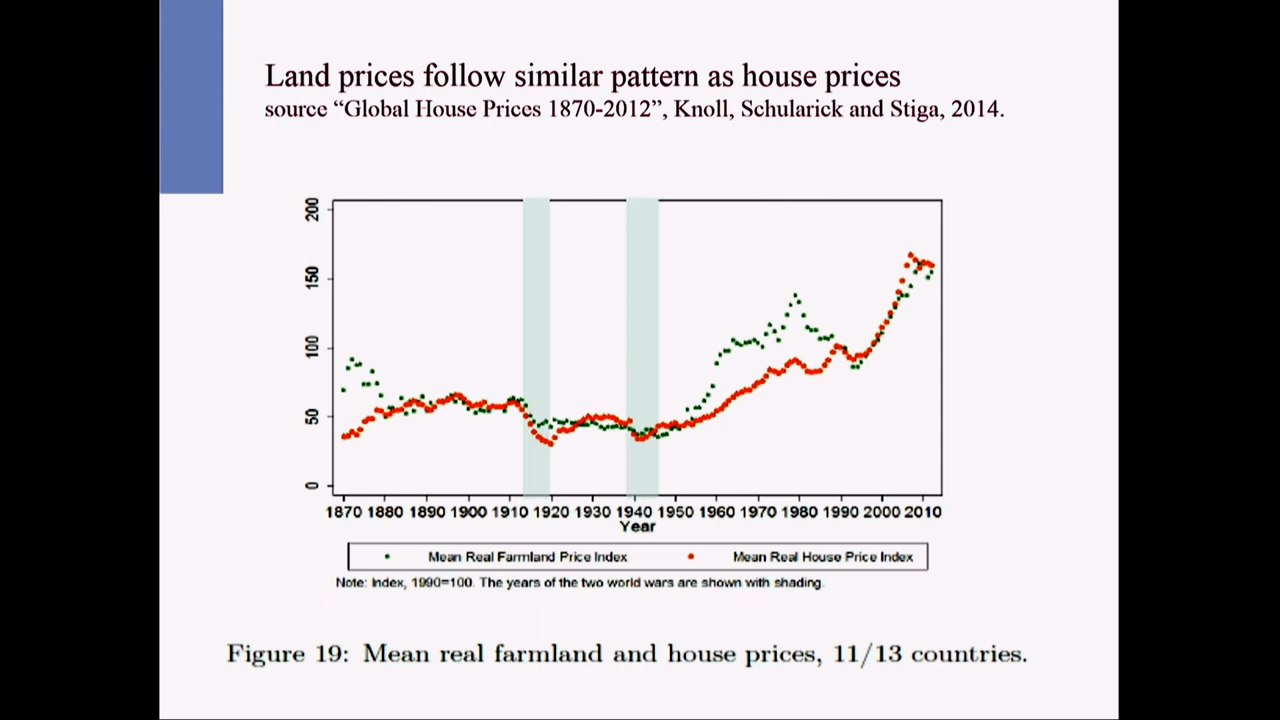 Land prices follow similar pattern as house prices
source “Global House Prices 1870-2012”, Knoll, Schularick and Stiga, 2014.
200
150
100
50
0
1870 1880 1890 1900 1910 1920 1930 1940 1950 1960 1970 1980 1990 2000 2010
Year
Mean Real Farmland Price Index Mean Real House Price Index
Note: Index, 1990=100. The years of the two world wars are shown with shading.
Figure 19: Mean real farmland and house prices, 11/13 countries.